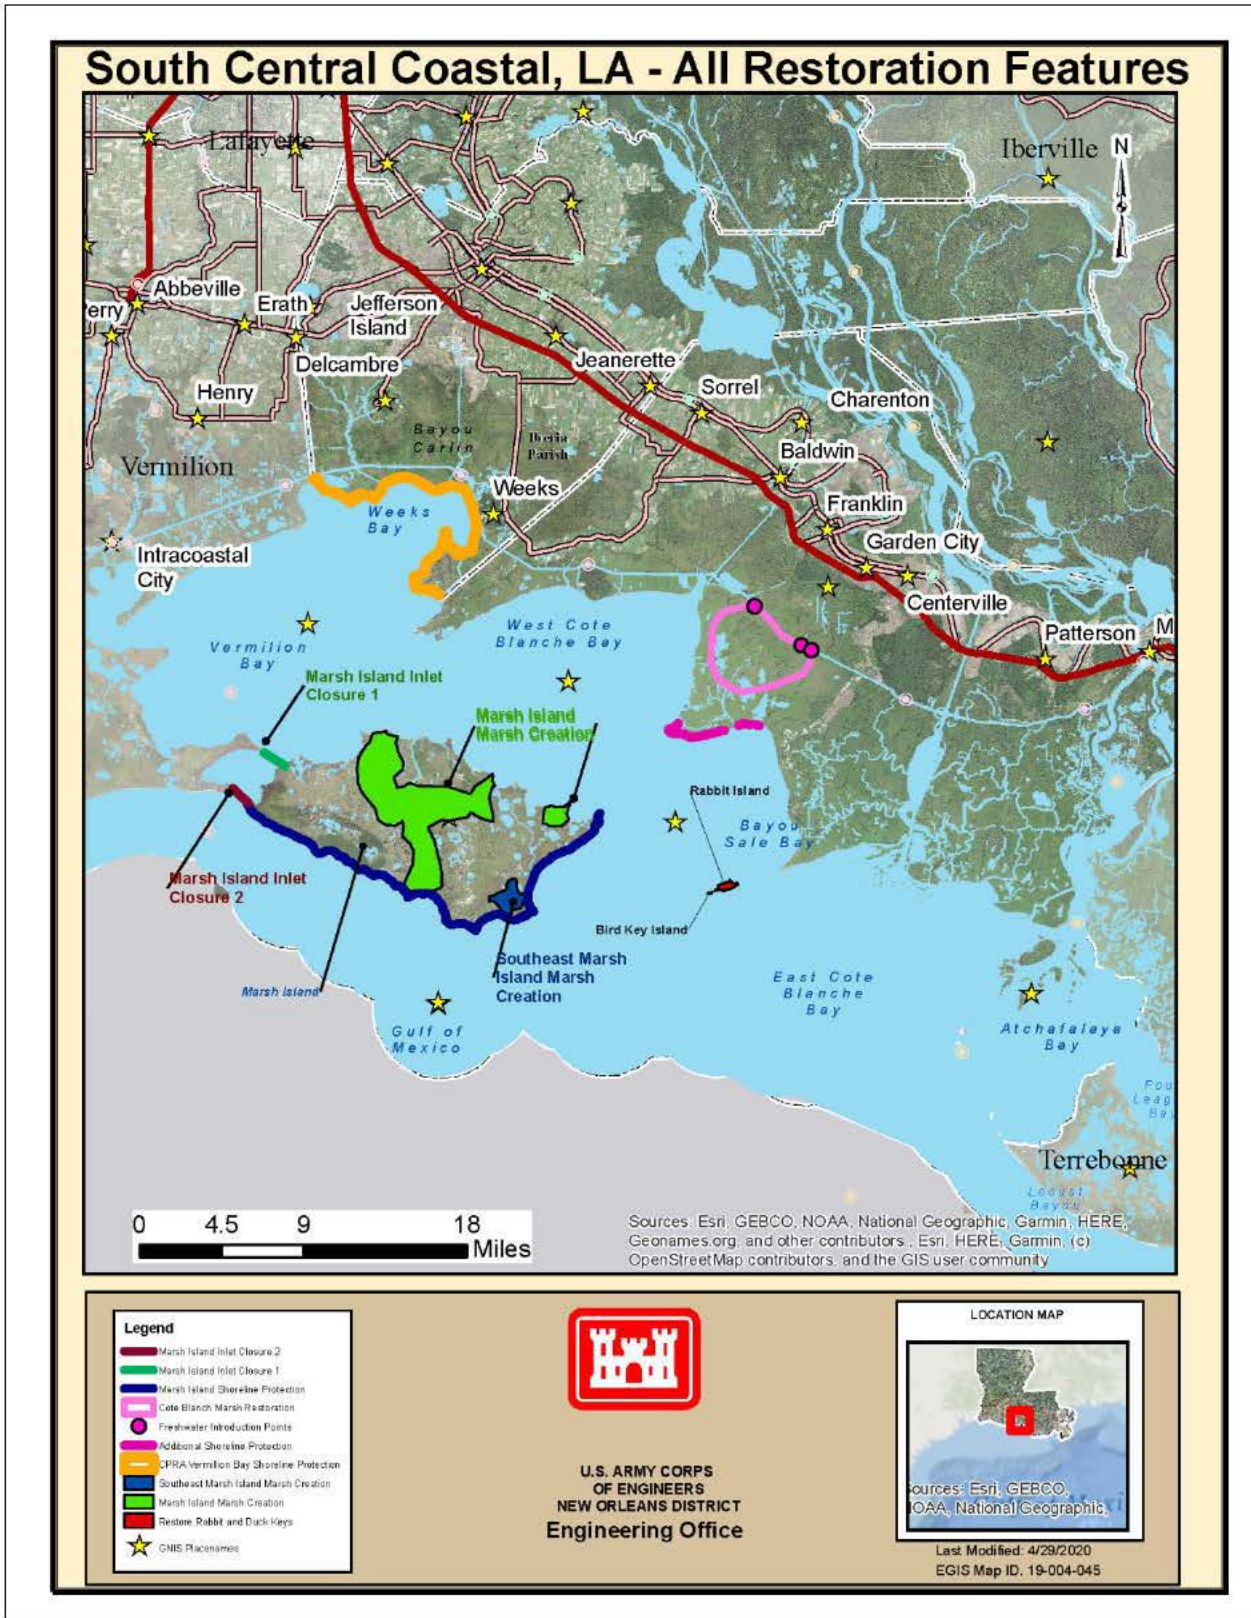 South Central Coastal, LA - All Restoration Features
Lafayette
Iberville
N
Abbeville
Erath
Jefferson
Island
erry
Delcambre
Jeanerette
Henry
Sorrel
Charenton
Bayou
Carlin
Iberia
Parish
Baldwin
Vermilion
Weeks
Weeks
Bay
Franklin
Garden City
Intracoastal
City
Centerville
West Cote
Blanche Bay
Patterson
M
Vermilion
Bay
Marsh Island Inlet
Closure 1
Marsh Island
Marsh Creation
Rabbit Island
Bayou
Sale Bay
Marsh Island Inlet
Closure 2
Bird Key Island
Southeast Marsh
Island Marsh
Creation
Marsh Island
East Cote
Blanche
Bay
Gulf of
Mexico
Atchafalaya
Bay
Fou
Leag
Bay
Terrebonne
Locust
Bayou
0 4.5 9 18
Miles
Sources: Esri, GEBCO, NOAA, National Geographic, Garmin, HERE,
Geonames.org, and other contributors , Esri, HERE, Garmin, (c)
OpenStreetMap contributors, and the GIS user community
Legend
Marsh Island Inlet Closure 2
Marsh Island Inlet Closure 1
Marsh Island Shoreline Protection
Cote Blanch Marsh Restoration
Freshwater Introduction Points
Additional Shoreline Protection
CPRA Vermillion Bay Shoreline Protection
Southeast Marsh Island Marsh Creation
Marsh Island Marsh Creation
Restore Rabbit and Duck Keys
GNIS Placenames
U.S. ARMY CORPS
OF ENGINEERS
NEW ORLEANS DISTRICT
Engineering Office
LOCATION MAP
ources: Esri, GEBCO,
IOAA, National Geographic,
Last Modified: 4/29/2020
EGIS Map ID. 19-004-045